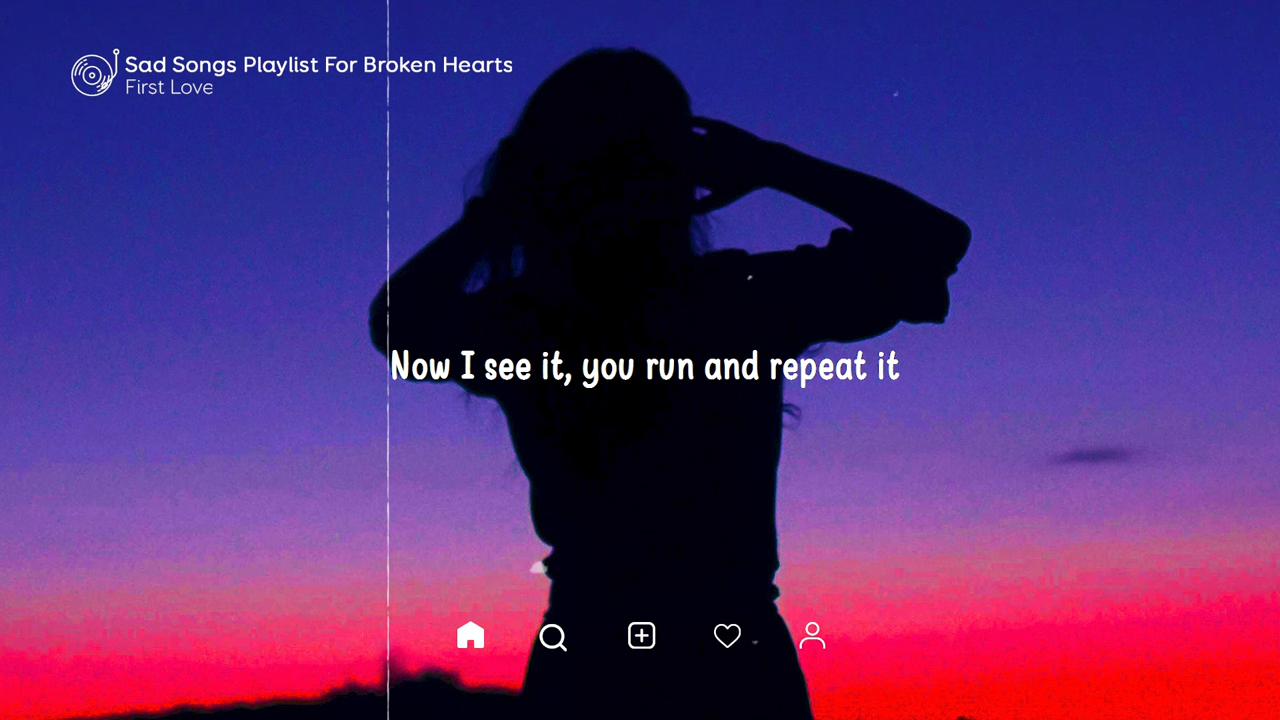 Sad Songs Playlist For Broken Hearts
First Love
Now I see it, you run and repeat it